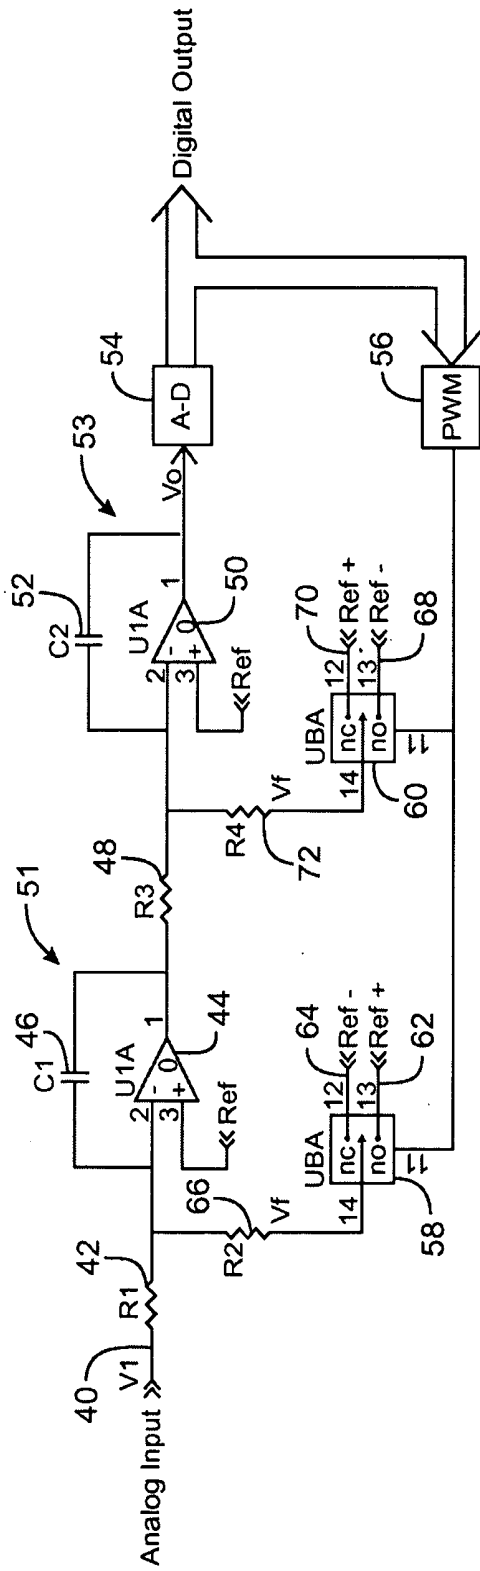 Analog Input
V1
40
R1
42
R2
66
Vf
C1
46
U1A
2
-
3
+
0
1
44
Ref
51
UBA
14
nc
no
12
13
11
Ref -
Ref +
64
62
58
R3
48
R4
72
Vf
C2
52
U1A
2
-
3
+
0
1
50
Ref
53
UBA
14
nc
no
12
13
11
Ref +
Ref -
70
68
60
Vo
A-D
54
Digital Output
PWM
56